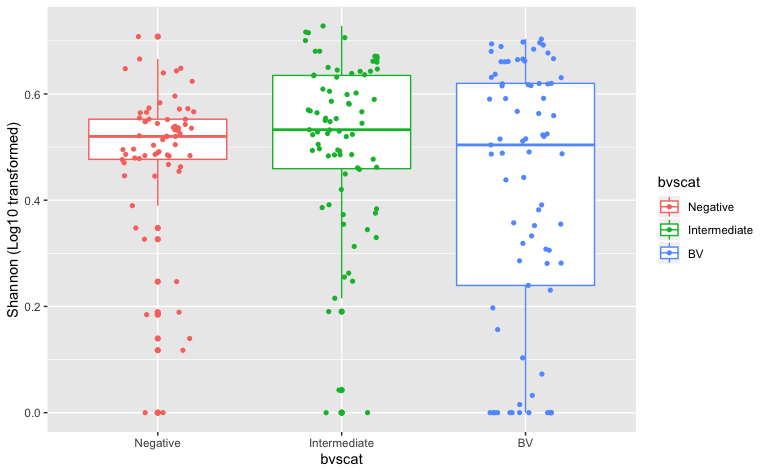 Shannon (Log10 transformed)
0.6
0.4
0.2
0.0
Negative
Intermediate
BV
bvscat
bvscat
Negative
Intermediate
BV